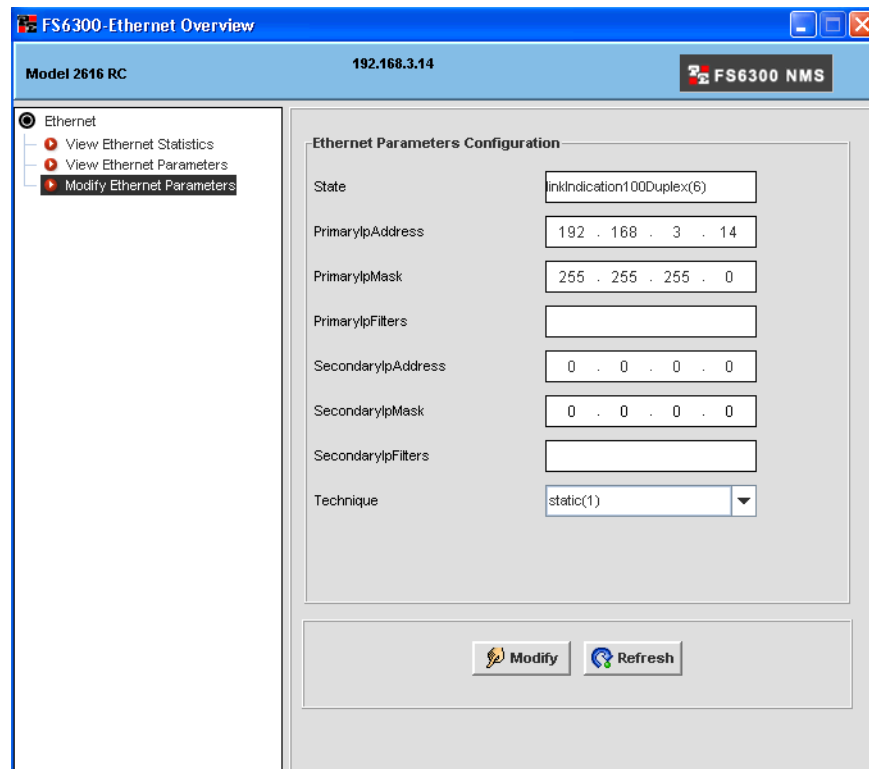 FS6300-Ethernet Overview
Model 2616 RC
192.168.3.14
FS6300 NMS
Ethernet
View Ethernet Statistics
View Ethernet Parameters
Modify Ethernet Parameters
Ethernet Parameters Configuration
State linkIndication100Duplex(6)
PrimaryIpAddress 192 . 168 . 3 . 14
PrimaryIpMask 255 . 255 . 255 . 0
PrimaryIpFilters
SecondaryIpAddress 0 . 0 . 0 . 0
SecondaryIpMask 0 . 0 . 0 . 0
SecondaryIpFilters
Technique static(1)
Modify Refresh